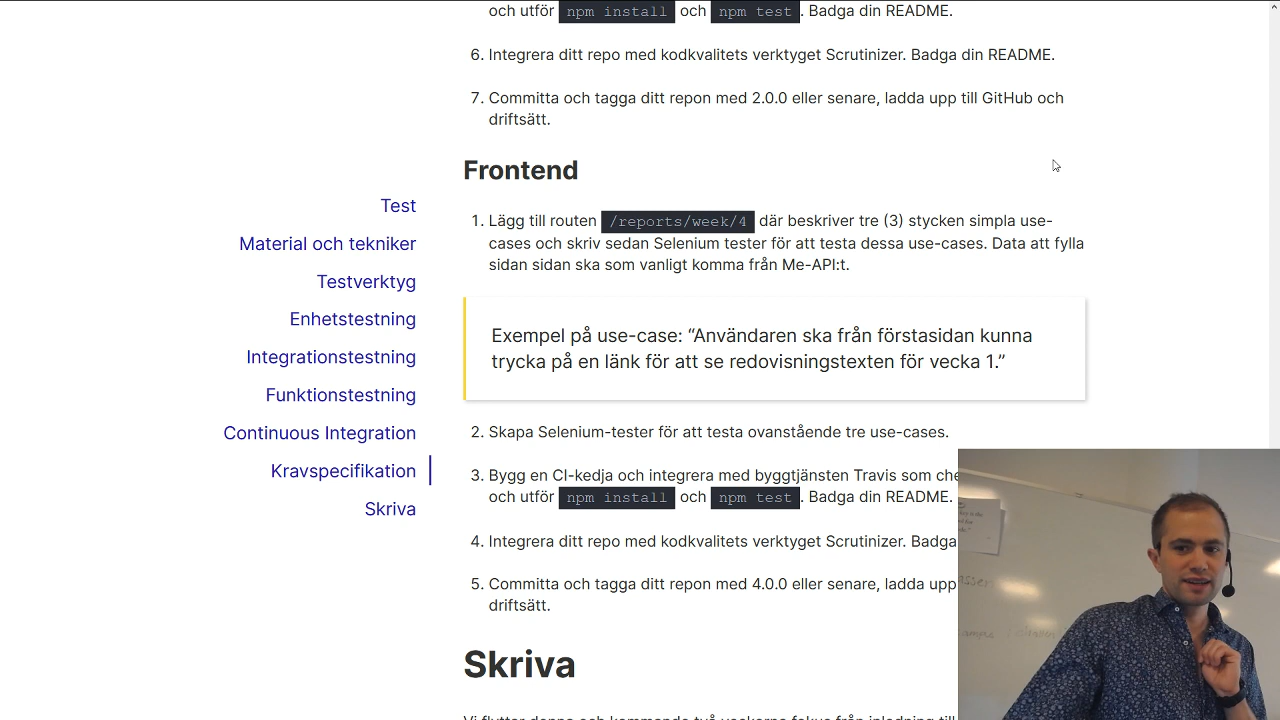 och utför npm install och npm test. Badga din README.
6. Integrera ditt repo med kodkvalitets verktyget Scrutinizer. Badga din README.
7. Committa och tagga ditt repon med 2.0.0 eller senare, ladda upp till GitHub och
driftsätt.
Frontend
1. Lägg till routen /reports/week/4 där beskriver tre (3) stycken simpla use-
cases och skriv sedan Selenium tester för att testa dessa use-cases. Data att fylla
sidan sidan ska som vanligt komma från Me-API:t.
Exempel på use-case: “Användaren ska från förstasidan kunna
trycka på en länk för att se redovisningstexten för vecka 1.”
2. Skapa Selenium-tester för att testa ovanstående tre use-cases.
3. Bygg en CI-kedja och integrera med byggtjänsten Travis som
och utför npm install och npm test. Badga din README.
4. Integrera ditt repo med kodkvalitets verktyget Scrutinizer. Badga
5. Committa och tagga ditt repon med 4.0.0 eller senare, ladda upp
driftsätt.
Skriva
Test
Material och tekniker
Testverktyg
Enhetstestning
Integrationstestning
Funktionstestning
Continuous Integration
Kravspecifikation
Skriva